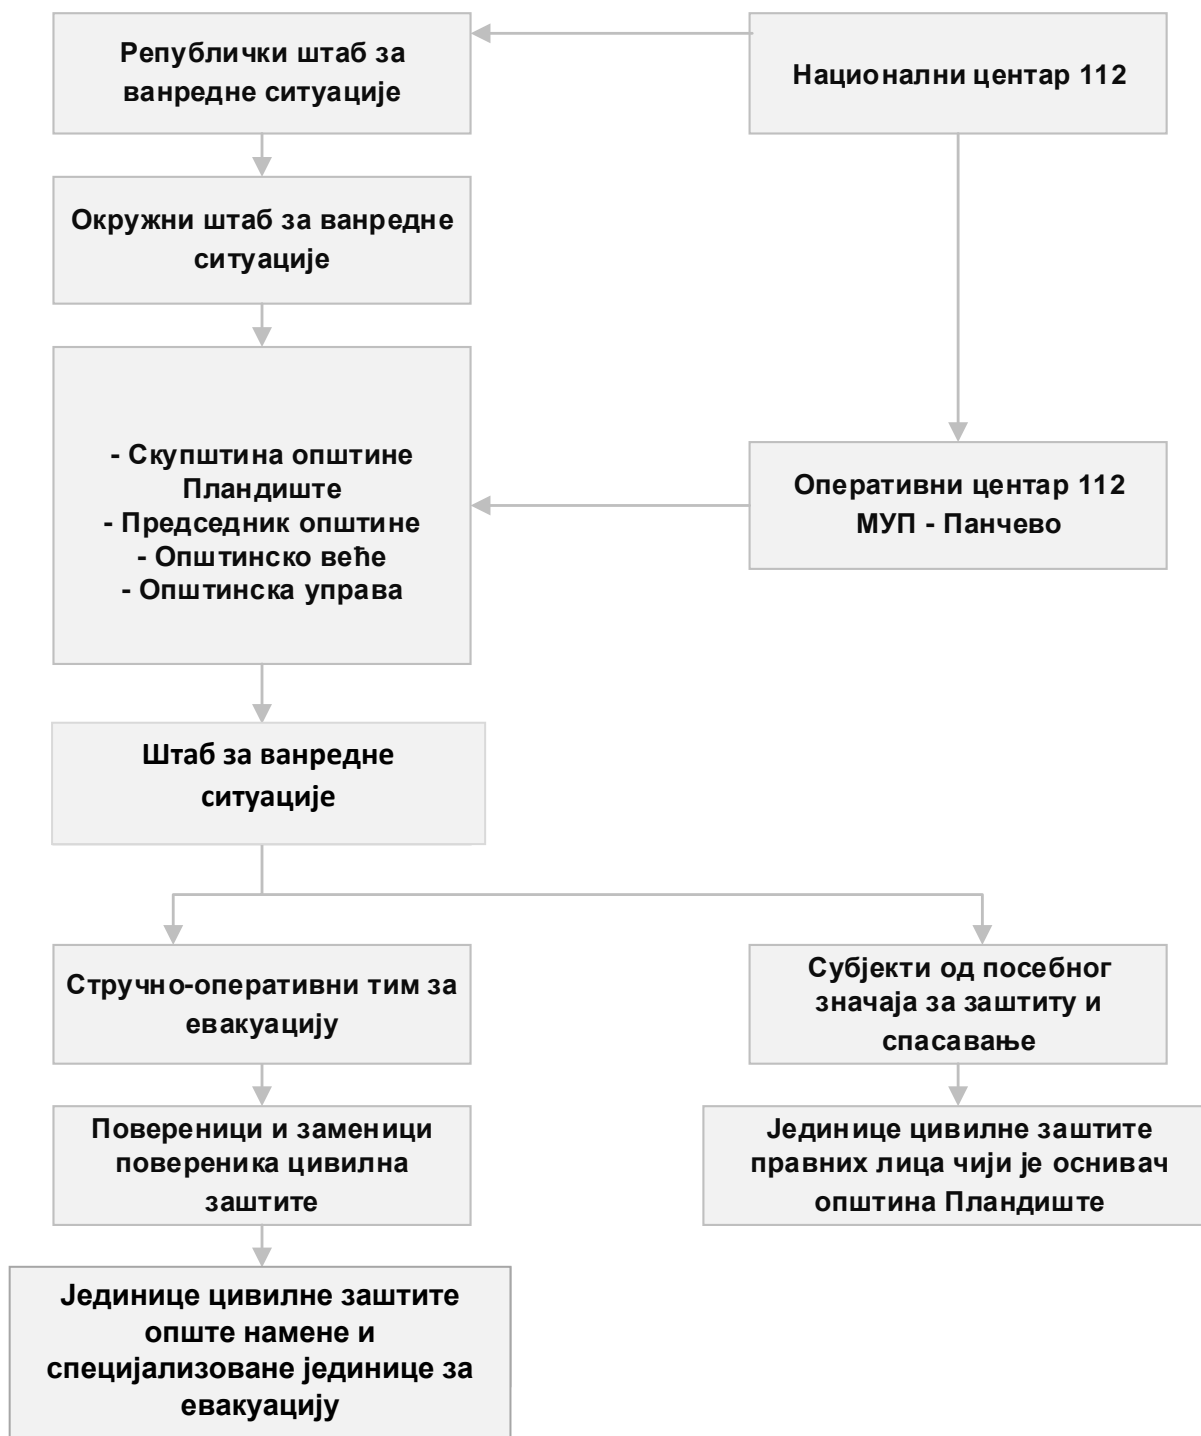 Републички штаб за
ванредне ситуације
Национални центар 112
Окружни штаб за ванредне
ситуације
- Скупштина општине
Пландиште
- Председник општине
- Општинско веће
- Општинска управа
Оперативни центар 112
МУП - Панчево
Штаб за ванредне
ситуације
Стручно-оперативни тим за
евакуацију
Субјекти од посебног
значаја за заштиту и
спасавање
Повереници и заменици
повереника цивилна
заштите
Јединице цивилне заштите
правних лица чији је оснивач
општина Пландиште
Јединице цивилне заштите
опште намене и
специјализоване јединице за
евакуацију